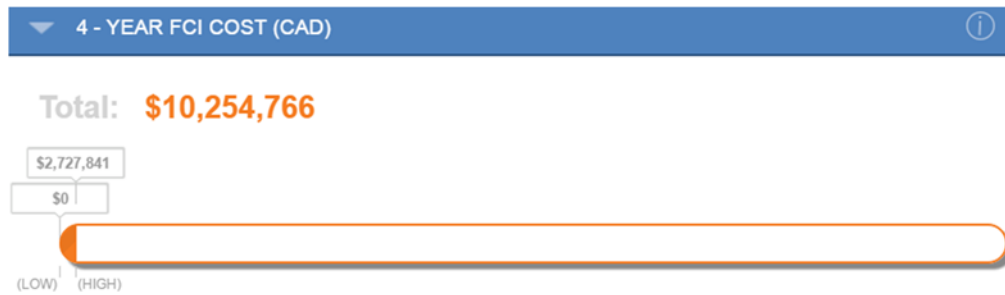 4 - YEAR FCI COST (CAD)
Total: $10,254,766
$2,727,841
$0
(LOW) (HIGH)